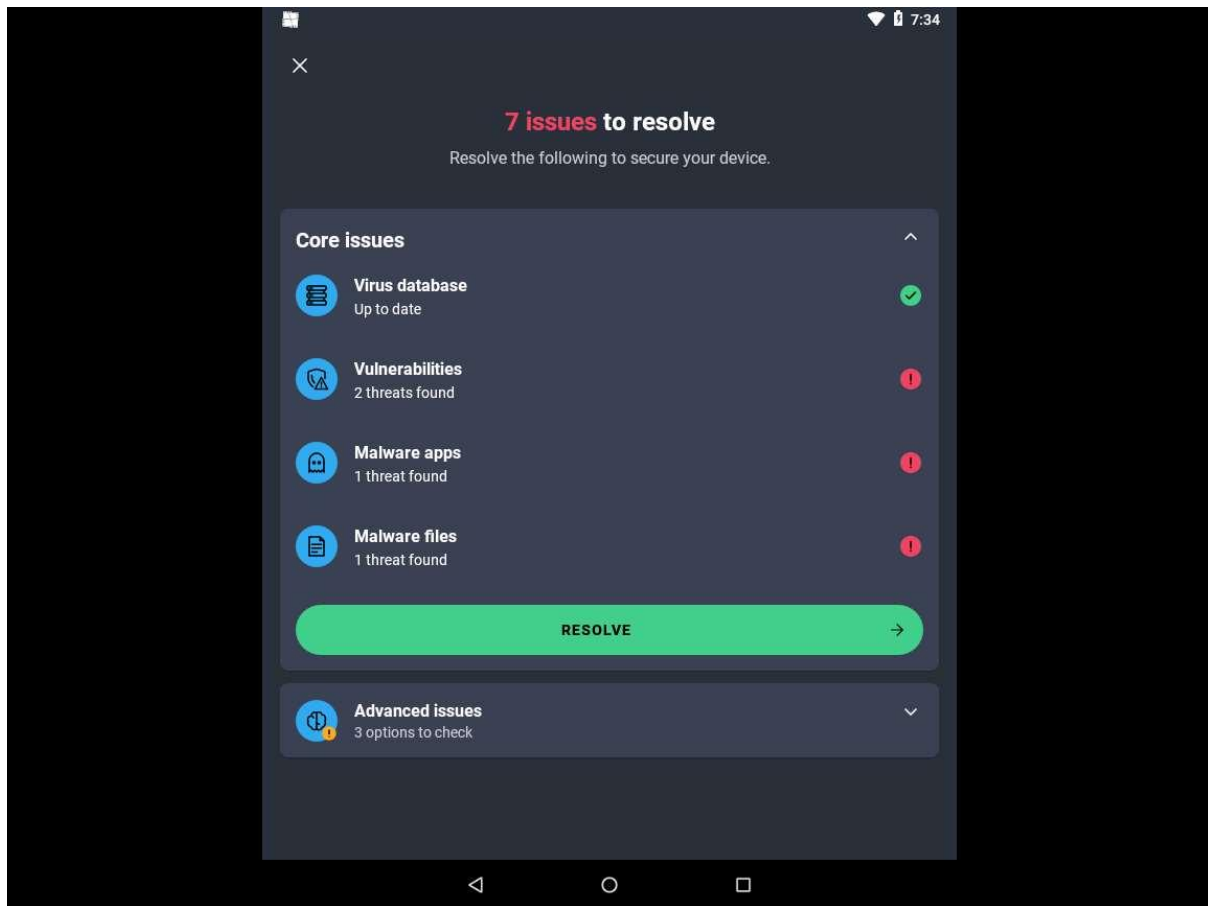 7:34
7 issues to resolve
Resolve the following to secure your device.
Core issues
Virus database
Up to date
Vulnerabilities
2 threats found
Malware apps
1 threat found
Malware files
1 threat found
RESOLVE
Advanced issues
3 options to check